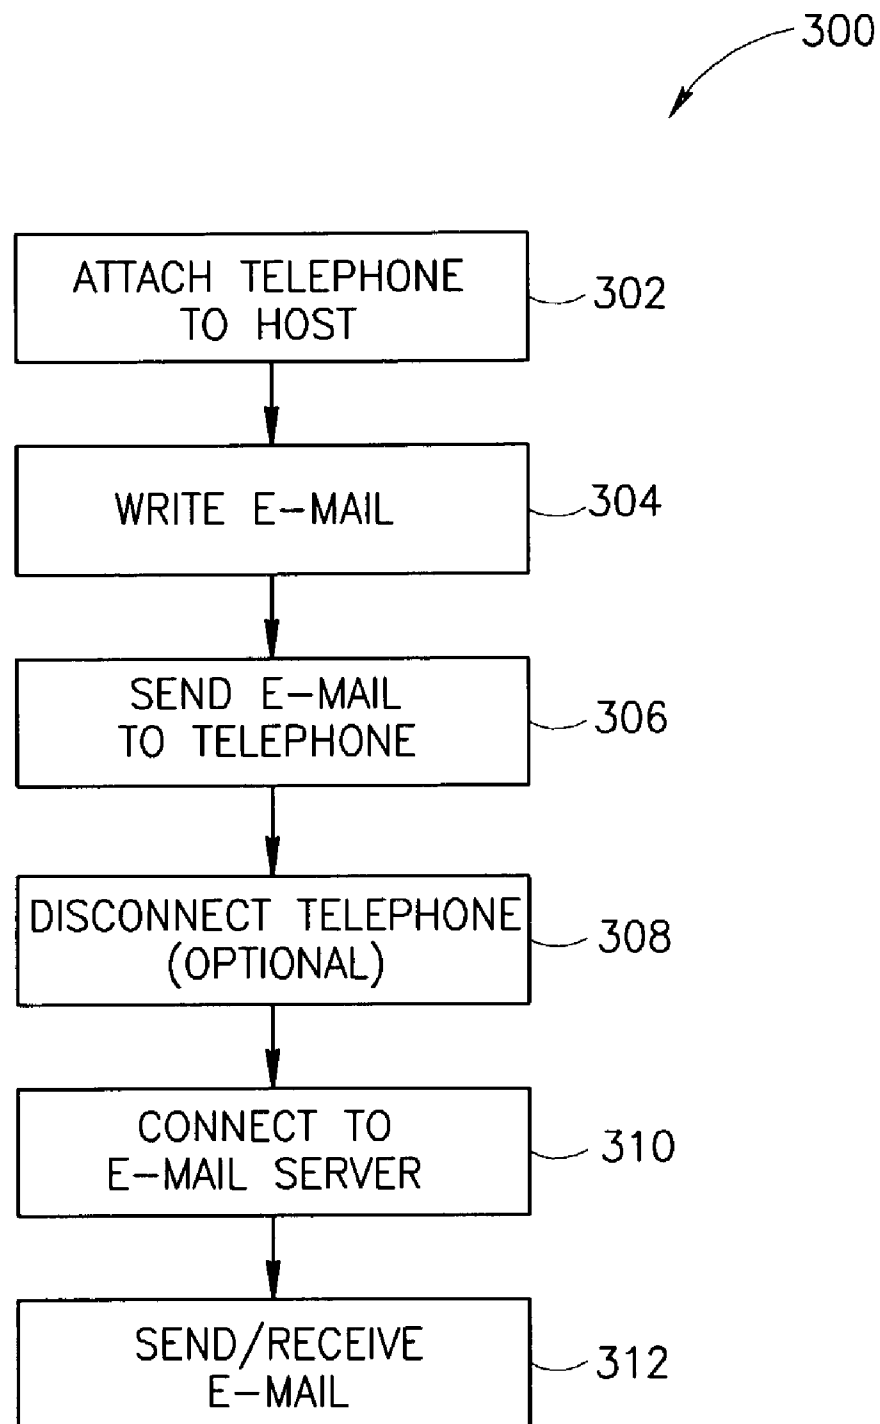 300
ATTACH TELEPHONE
TO HOST
302
WRITE E-MAIL
304
SEND E-MAIL
TO TELEPHONE
306
DISCONNECT TELEPHONE
(OPTIONAL)
308
CONNECT TO
E-MAIL SERVER
310
SEND/RECEIVE
E-MAIL
312